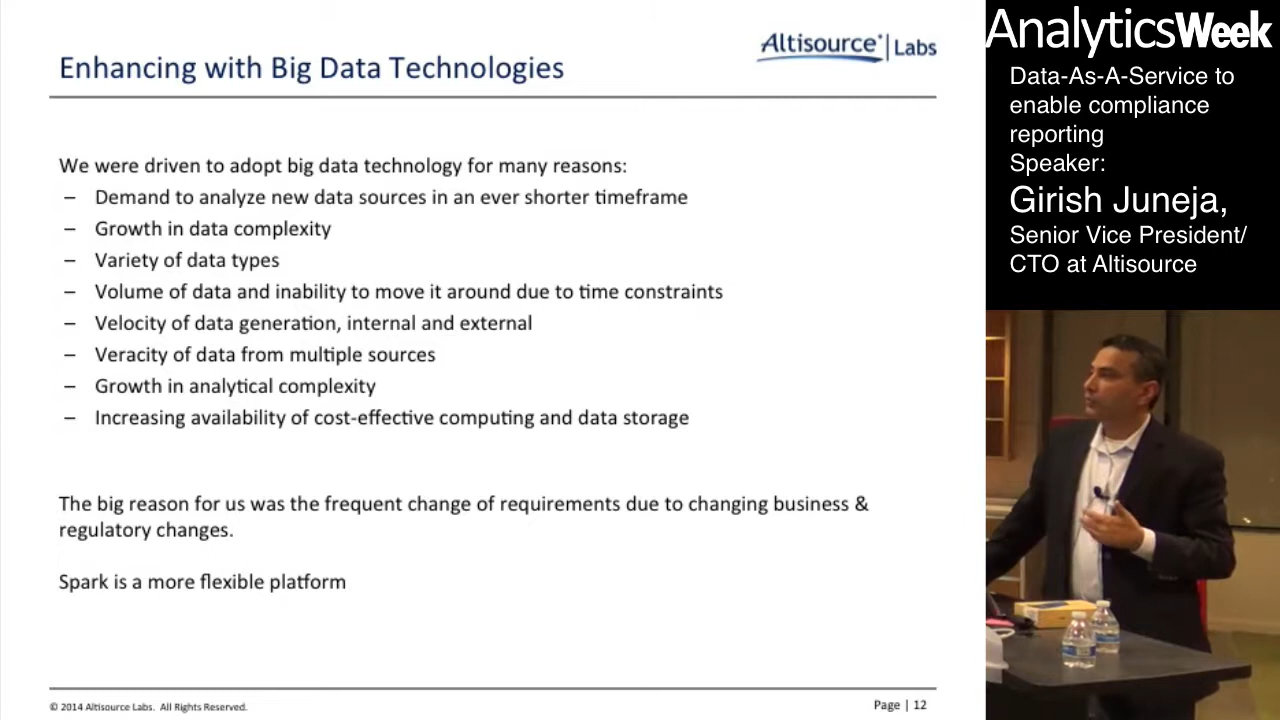 Enhancing with Big Data Technologies
Altisource® | Labs
We were driven to adopt big data technology for many reasons:
– Demand to analyze new data sources in an ever shorter timeframe
– Growth in data complexity
– Variety of data types
– Volume of data and inability to move it around due to time constraints
– Velocity of data generation, internal and external
– Veracity of data from multiple sources
– Growth in analytical complexity
– Increasing availability of cost-effective computing and data storage
The big reason for us was the frequent change of requirements due to changing business &
regulatory changes.
Spark is a more flexible platform
© 2014 Altisource Labs. All Rights Reserved.
Page | 12
AnalyticsWeek
Data-As-A-Service to
enable compliance
reporting
Speaker:
Girish Juneja,
Senior Vice President/
CTO at Altisource